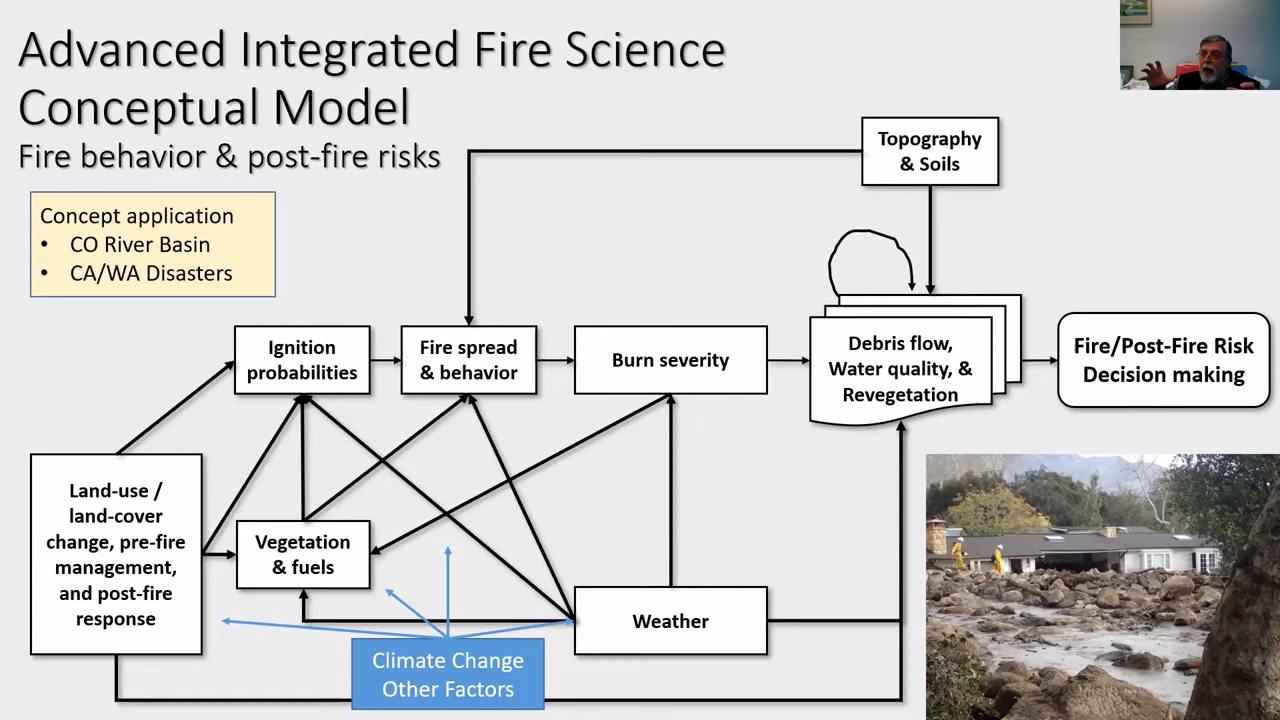 Advanced Integrated Fire Science
Conceptual Model
Fire behavior & post-fire risks
Concept application
• CO River Basin
• CA/WA Disasters
Topography
& Soils
Ignition
probabilities
Fire spread
& behavior
Burn severity
Debris flow,
Water quality, &
Revegetation
Fire/Post-Fire Risk
Decision making
Land-use /
land-cover
change, pre-fire
management,
and post-fire
response
Vegetation
& fuels
Weather
Climate Change
Other Factors